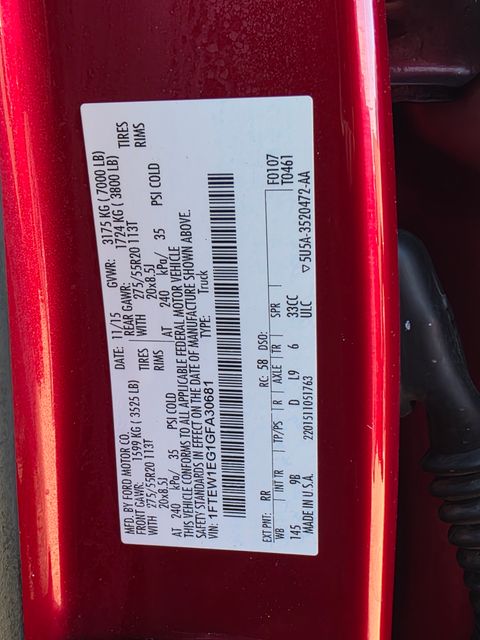 MFD. BY FORD MOTOR CO.
DATE: 11/15 GVWR: 3175 KG ( 7000 LB)
FRONT GAWR: 1599 KG ( 3525 LB) REAR GAWR: 1724 KG ( 3800 LB)
WITH 275/55R20 113T TIRES WITH 275/55R20 113T TIRES
20x8.5J RIMS 20x8.5J RIMS
AT 240 kPa/ 35 PSI COLD AT 240 kPa/ 35 PSI COLD
THIS VEHICLE CONFORMS TO ALL APPLICABLE FEDERAL MOTOR VEHICLE
SAFETY STANDARDS IN EFFECT ON THE DATE OF MANUFACTURE SHOWN ABOVE.
VIN: 1FTEW1EG1GFA30681 TYPE: Truck
F0107
EXT PNT: RR RC: 58 DSO: T0461
WB INT TR TP/PS R AXLE TR SPR
145 9B D L9 6 33CC
ULC
MADE IN U.S.A. 2201511051763 ▽ 5U5A-3520472-AA